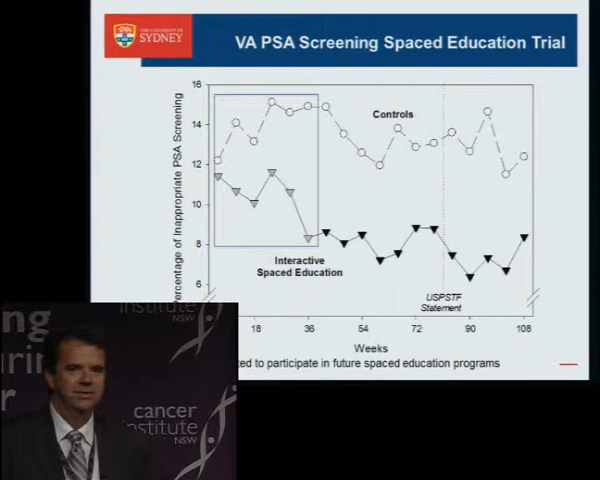 THE UNIVERSITY OF
SYDNEY
VA PSA Screening Spaced Education Trial
16
14
12
10
8
6
Percentage of Inappropriate PSA Screening
Controls
Interactive
Spaced Education
USPSTF
Statement
18
36
54
72
90
108
Weeks
to participate in future spaced education programs
institute
NSW
cancer
institute
NSW